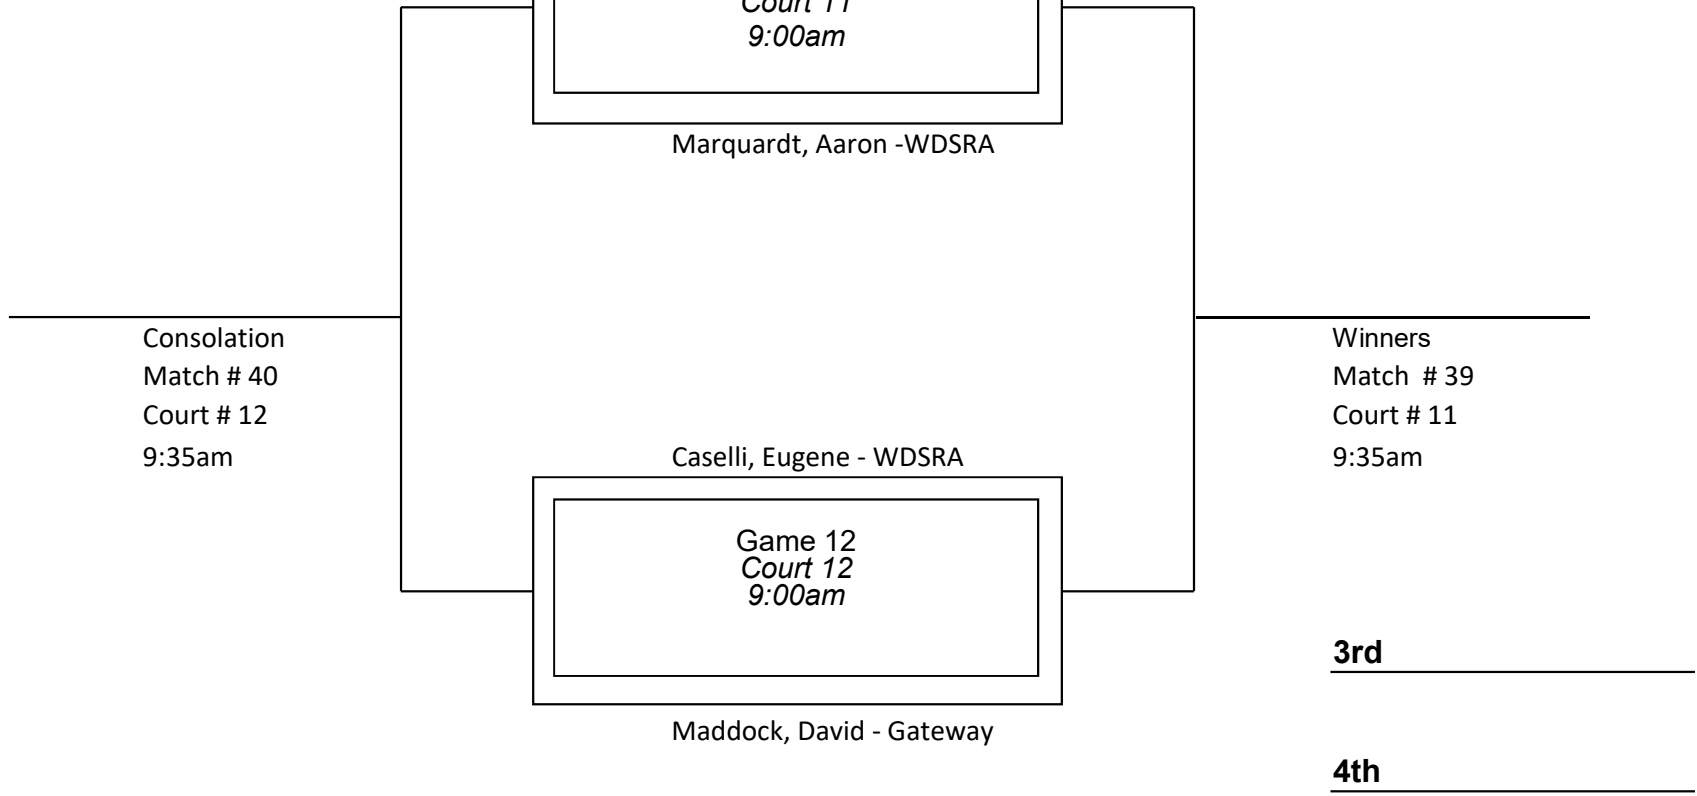 Court 11
9:00am
Marquardt, Aaron -WDSRA
Consolation
Match # 40
Court # 12
9:35am
Winners
Match  # 39
Court # 11
9:35am
Caselli, Eugene - WDSRA
Game 12
Court 12
9:00am
Maddock, David - Gateway
3rd
4th